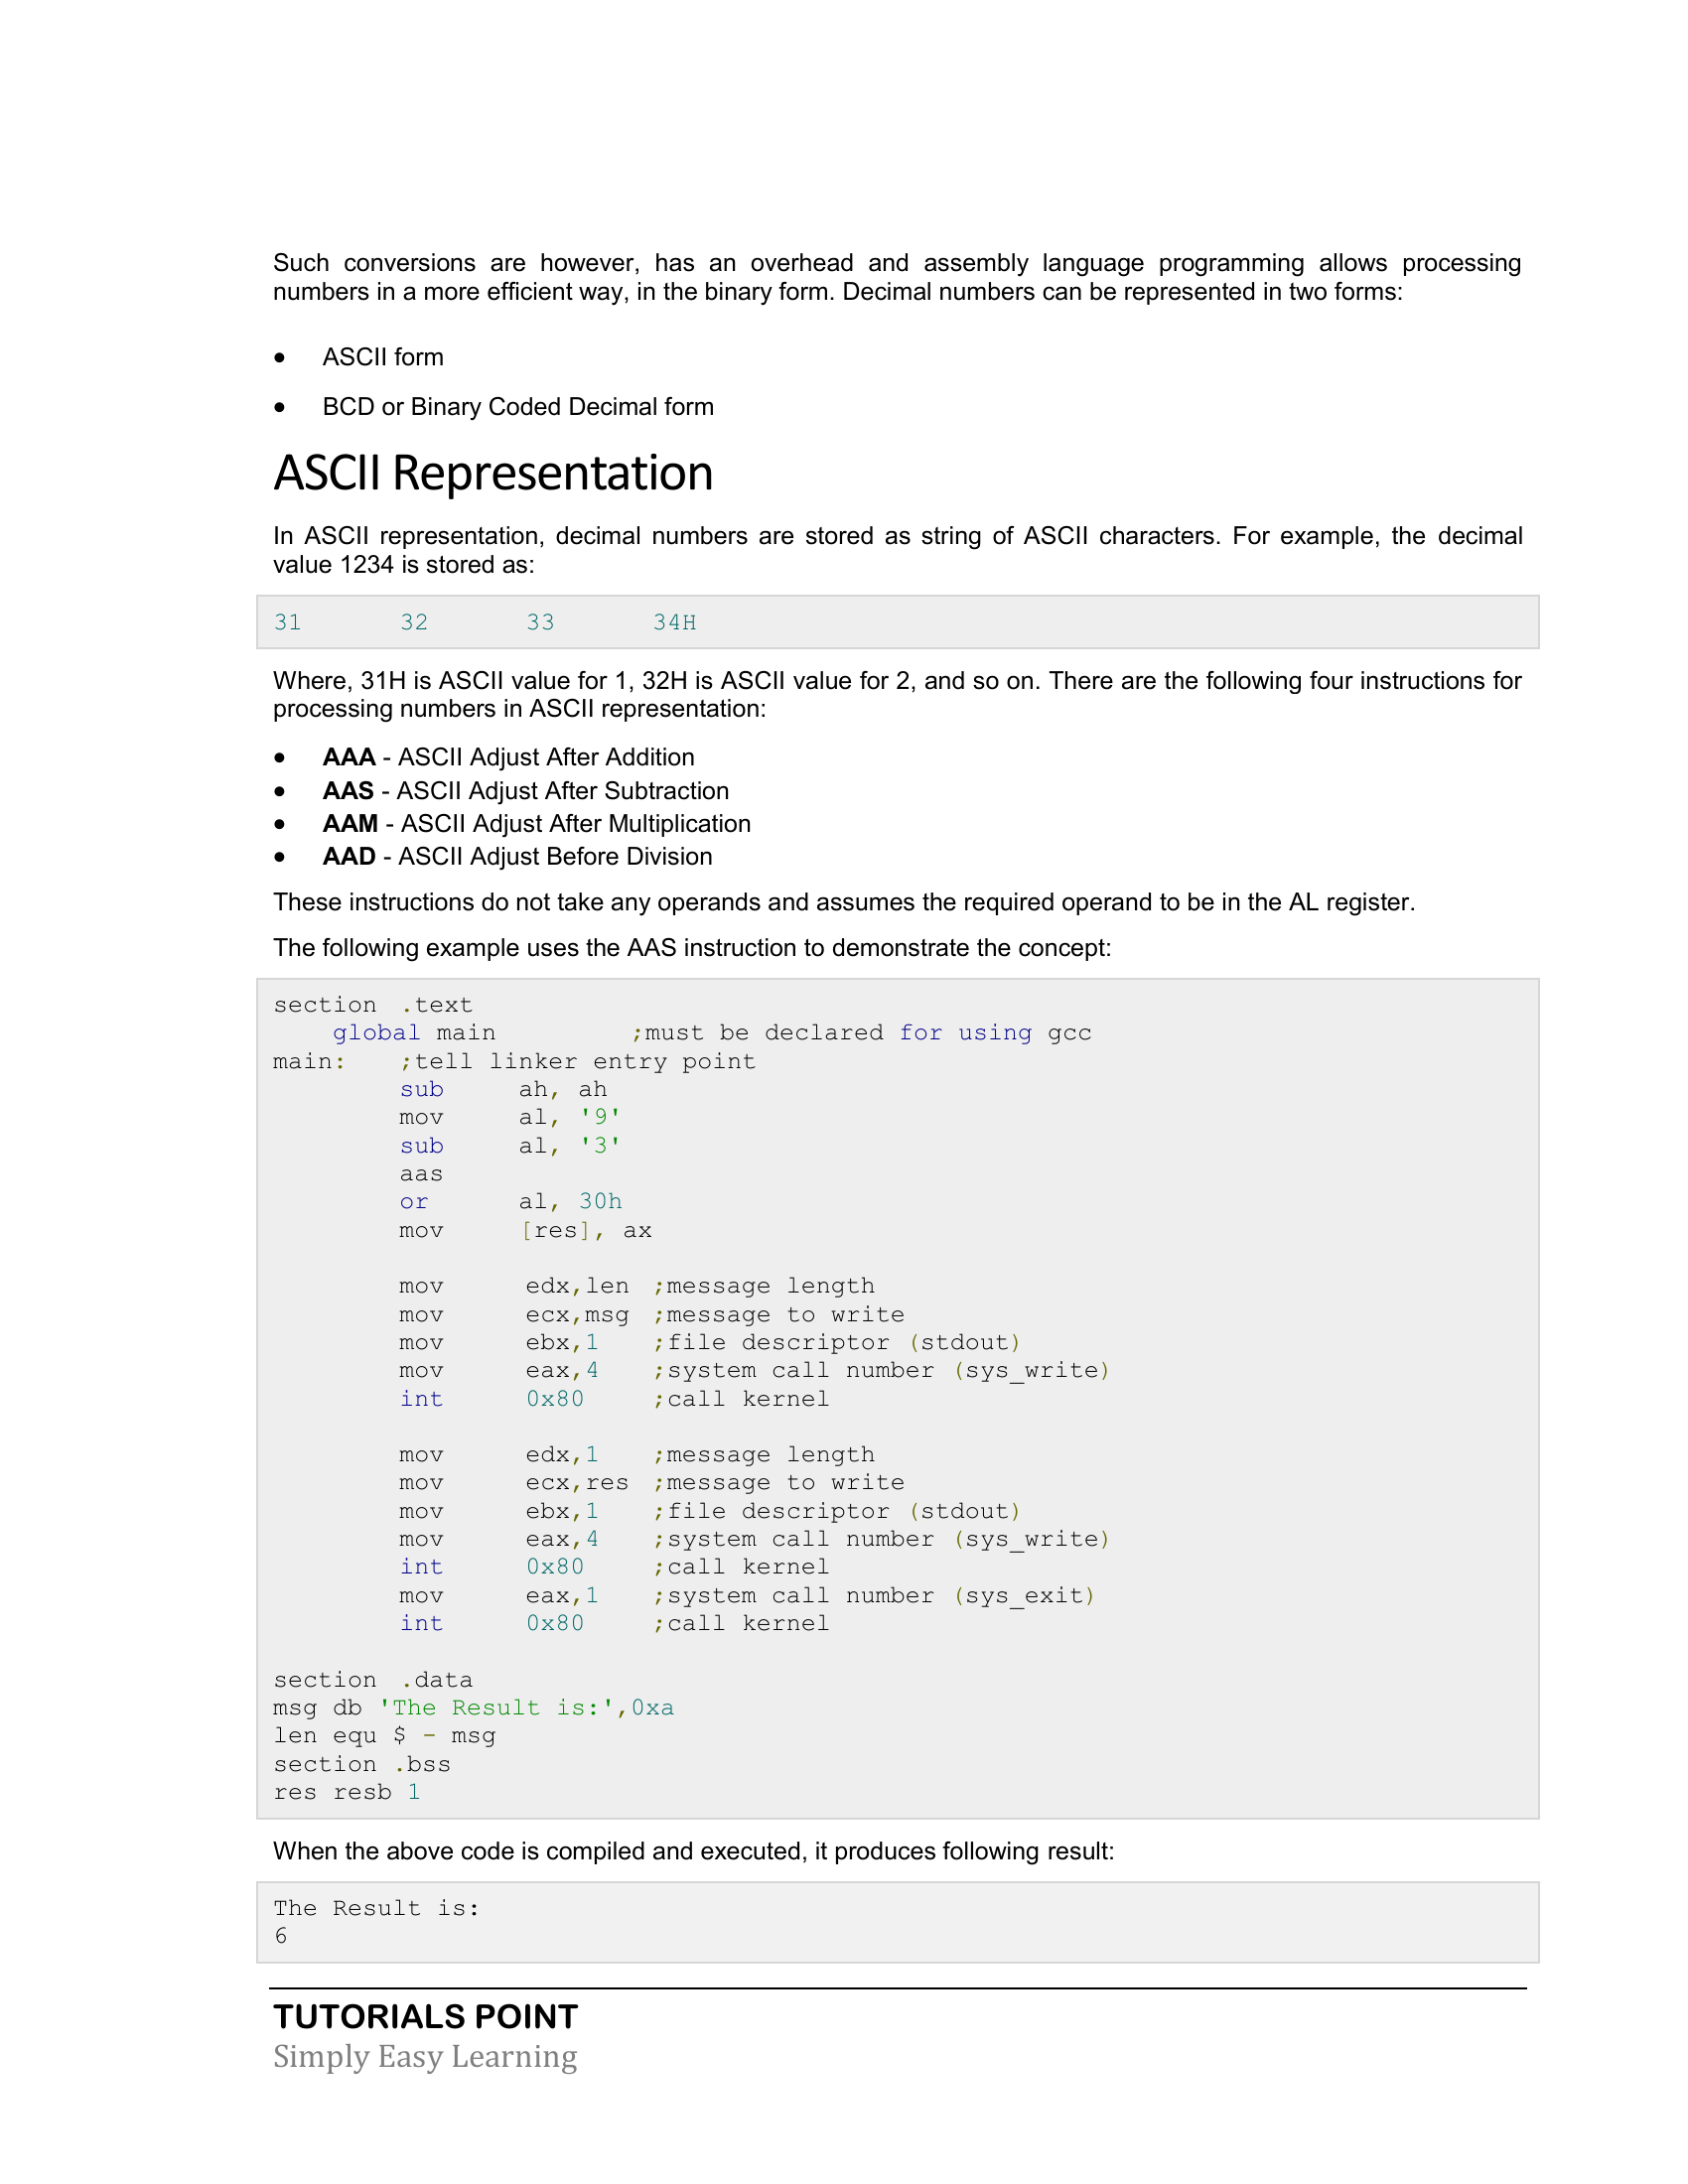 Such conversions are however, has an overhead and assembly language programming allows processing
numbers in a more efficient way, in the binary form. Decimal numbers can be represented in two forms:
• ASCII form
• BCD or Binary Coded Decimal form
ASCII Representation
In ASCII representation, decimal numbers are stored as string of ASCII characters. For example, the decimal
value 1234 is stored as:
31 32 33 34H
Where, 31H is ASCII value for 1, 32H is ASCII value for 2, and so on. There are the following four instructions for
processing numbers in ASCII representation:
• AAA - ASCII Adjust After Addition
• AAS - ASCII Adjust After Subtraction
• AAM - ASCII Adjust After Multiplication
• AAD - ASCII Adjust Before Division
These instructions do not take any operands and assumes the required operand to be in the AL register.
The following example uses the AAS instruction to demonstrate the concept:
section .text
    global main         ;must be declared for using gcc
main:   ;tell linker entry point
        sub     ah, ah
        mov     al, '9'
        sub     al, '3'
        aas
        or      al, 30h
        mov     [res], ax
        mov     edx,len ;message length
        mov     ecx,msg ;message to write
        mov     ebx,1   ;file descriptor (stdout)
        mov     eax,4   ;system call number (sys_write)
        int     0x80    ;call kernel
        mov     edx,1   ;message length
        mov     ecx,res ;message to write
        mov     ebx,1   ;file descriptor (stdout)
        mov     eax,4   ;system call number (sys_write)
        int     0x80    ;call kernel
        mov     eax,1   ;system call number (sys_exit)
        int     0x80    ;call kernel
section .data
msg db 'The Result is:',0xa
len equ $ - msg
section .bss
res resb 1
When the above code is compiled and executed, it produces following result:
The Result is:
6
TUTORIALS POINT
Simply Easy Learning